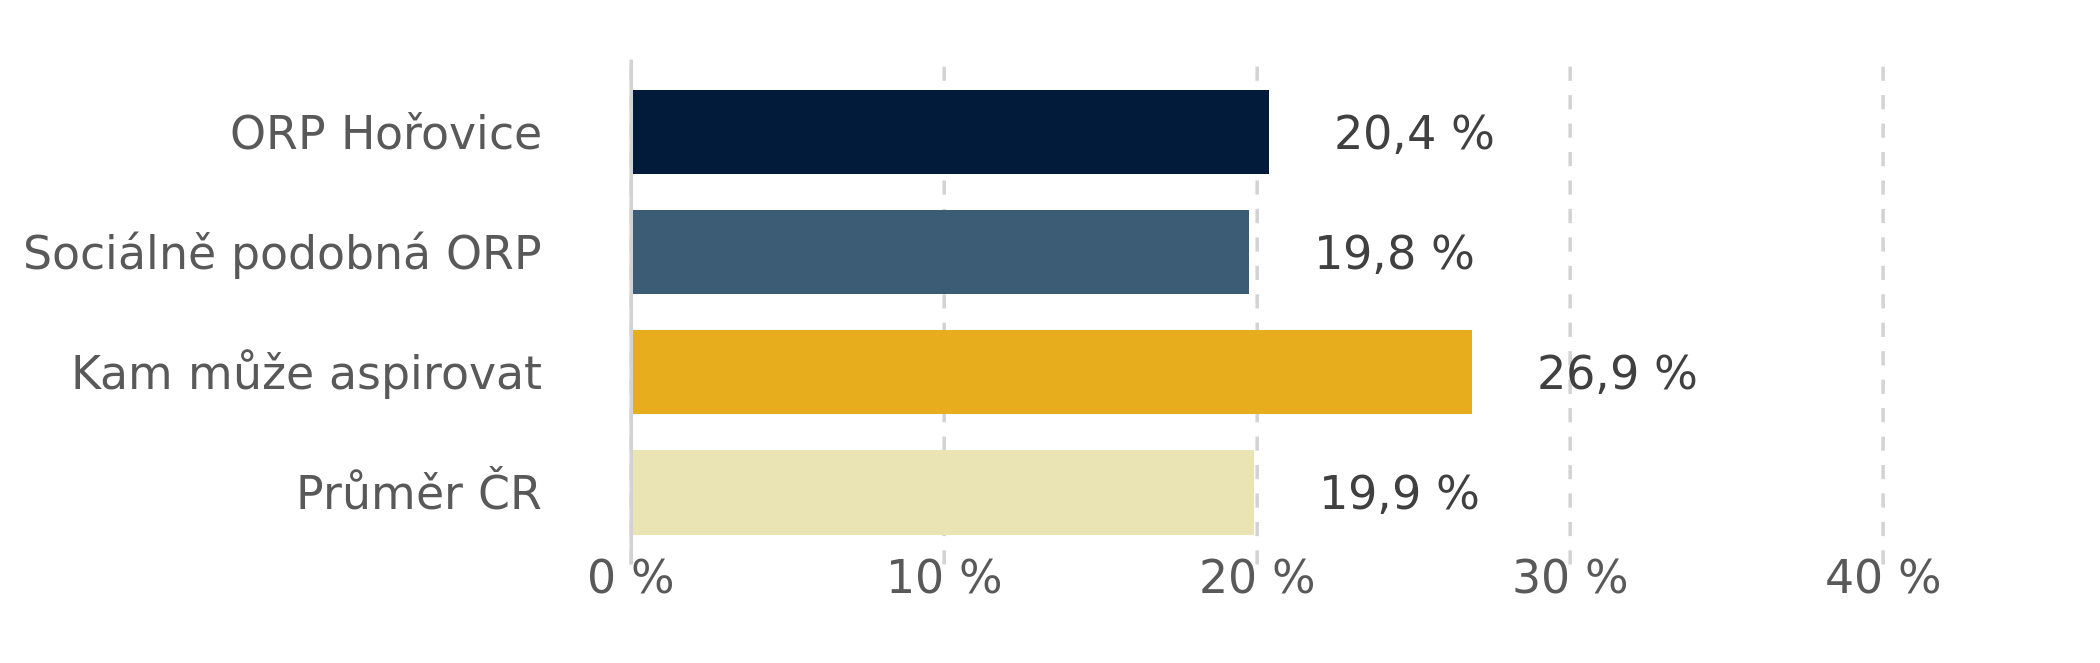 ORP Hořovice 20,4 %
Sociálně podobná ORP 19,8 %
Kam může aspirovat 26,9 %
Průměr ČR 19,9 %
0 % 10 % 20 % 30 % 40 %